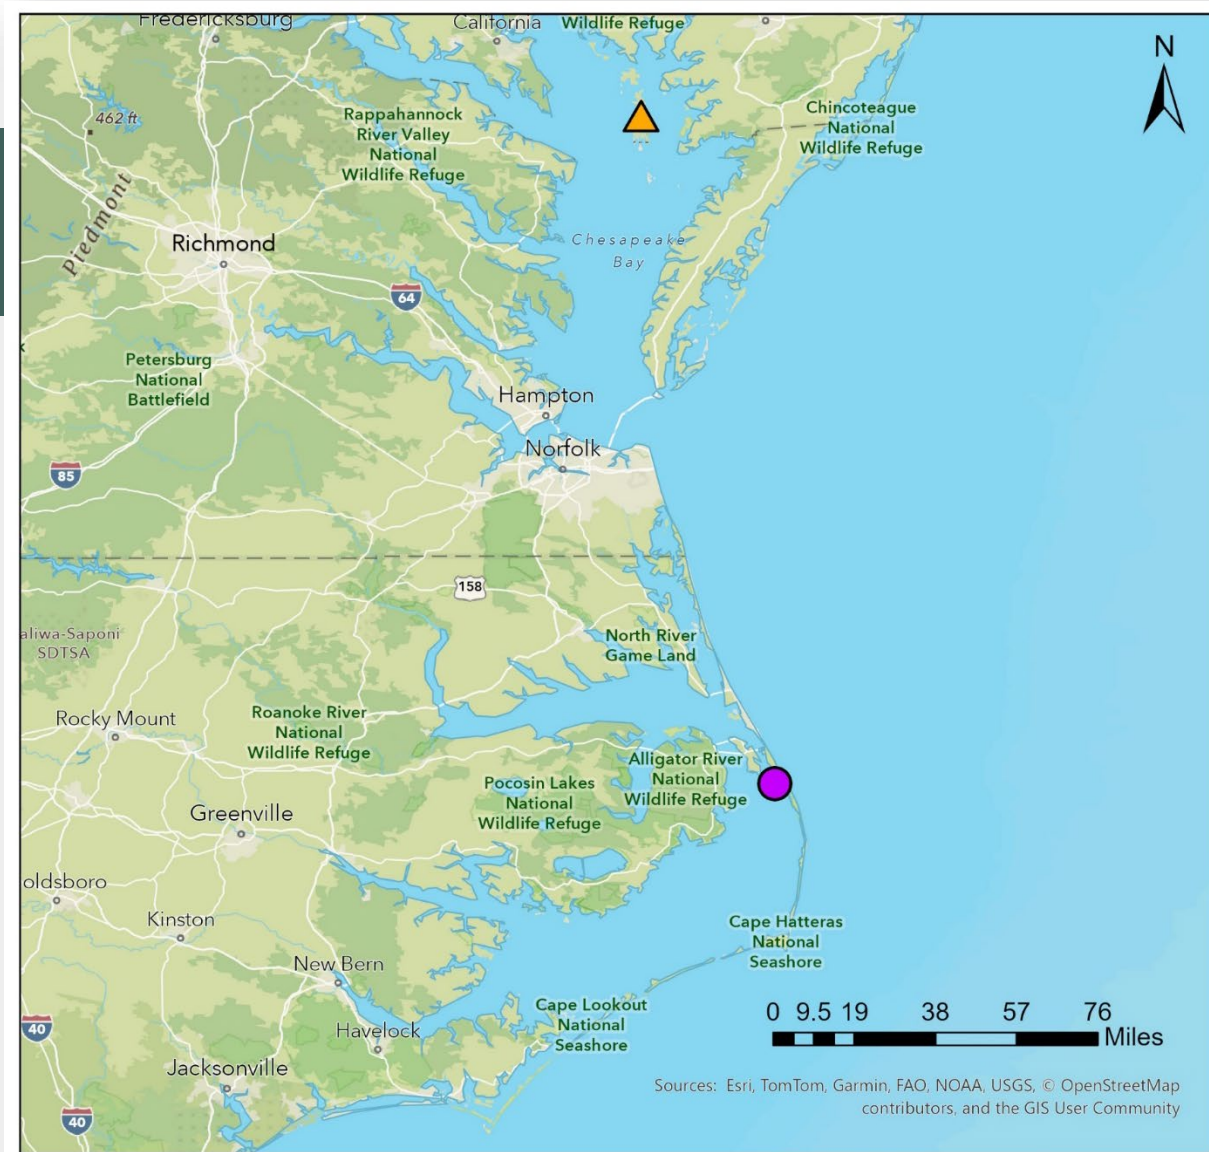 Fredericksburg
California
Wildlife Refuge
N
462 ft
Rappahannock
River Valley
National
Wildlife Refuge
Chincoteague
National
Wildlife Refuge
Piedmont
Richmond
Chesapeake
Bay
64
Petersburg
National
Battlefield
Hampton
Norfolk
85
158
aliwa-Saponi
SDTSA
North River
Game Land
Rocky Mount
Roanoke River
National
Wildlife Refuge
Alligator River
National
Wildlife Refuge
Pocosin Lakes
National
Wildlife Refuge
Greenville
oldsboro
Kinston
Cape Hatteras
National
Seashore
New Bern
Cape Lookout
National
Seashore
0 9.5 19 38 57 76
Miles
40
Havelock
Jacksonville
40
Sources: Esri, TomTom, Garmin, FAO, NOAA, USGS, © OpenStreetMap
contributors, and the GIS User Community